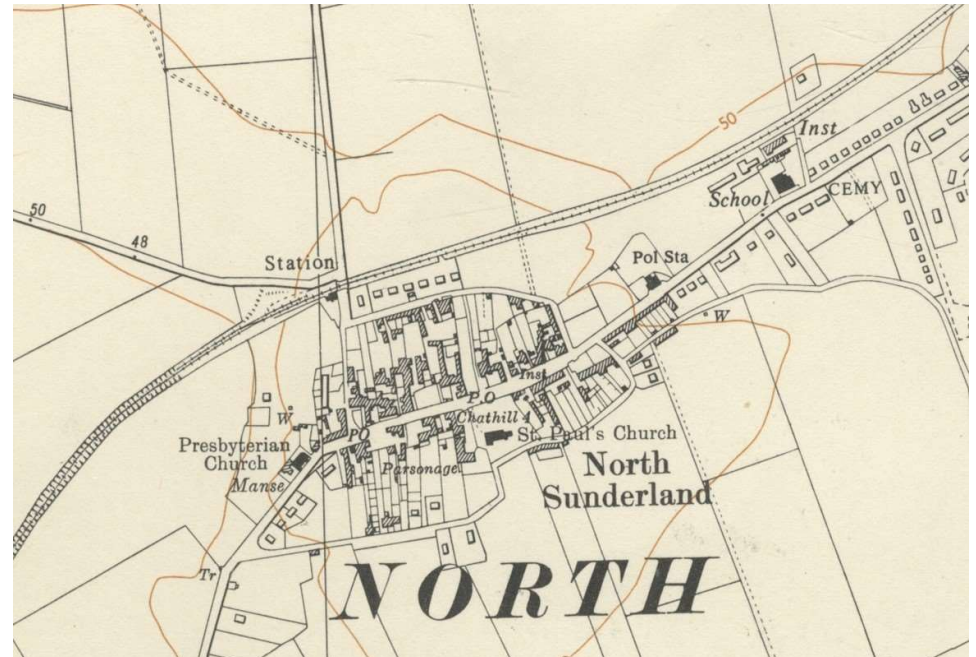 50
Inst
School
CEMY
50
48
Station
Pol Sta
W
Inst
P.O
Chathill 4
W
P.O
St. Paul's Church
Presbyterian
Church
Parsonage
North
Sunderland
Manse
Tr
NORTH